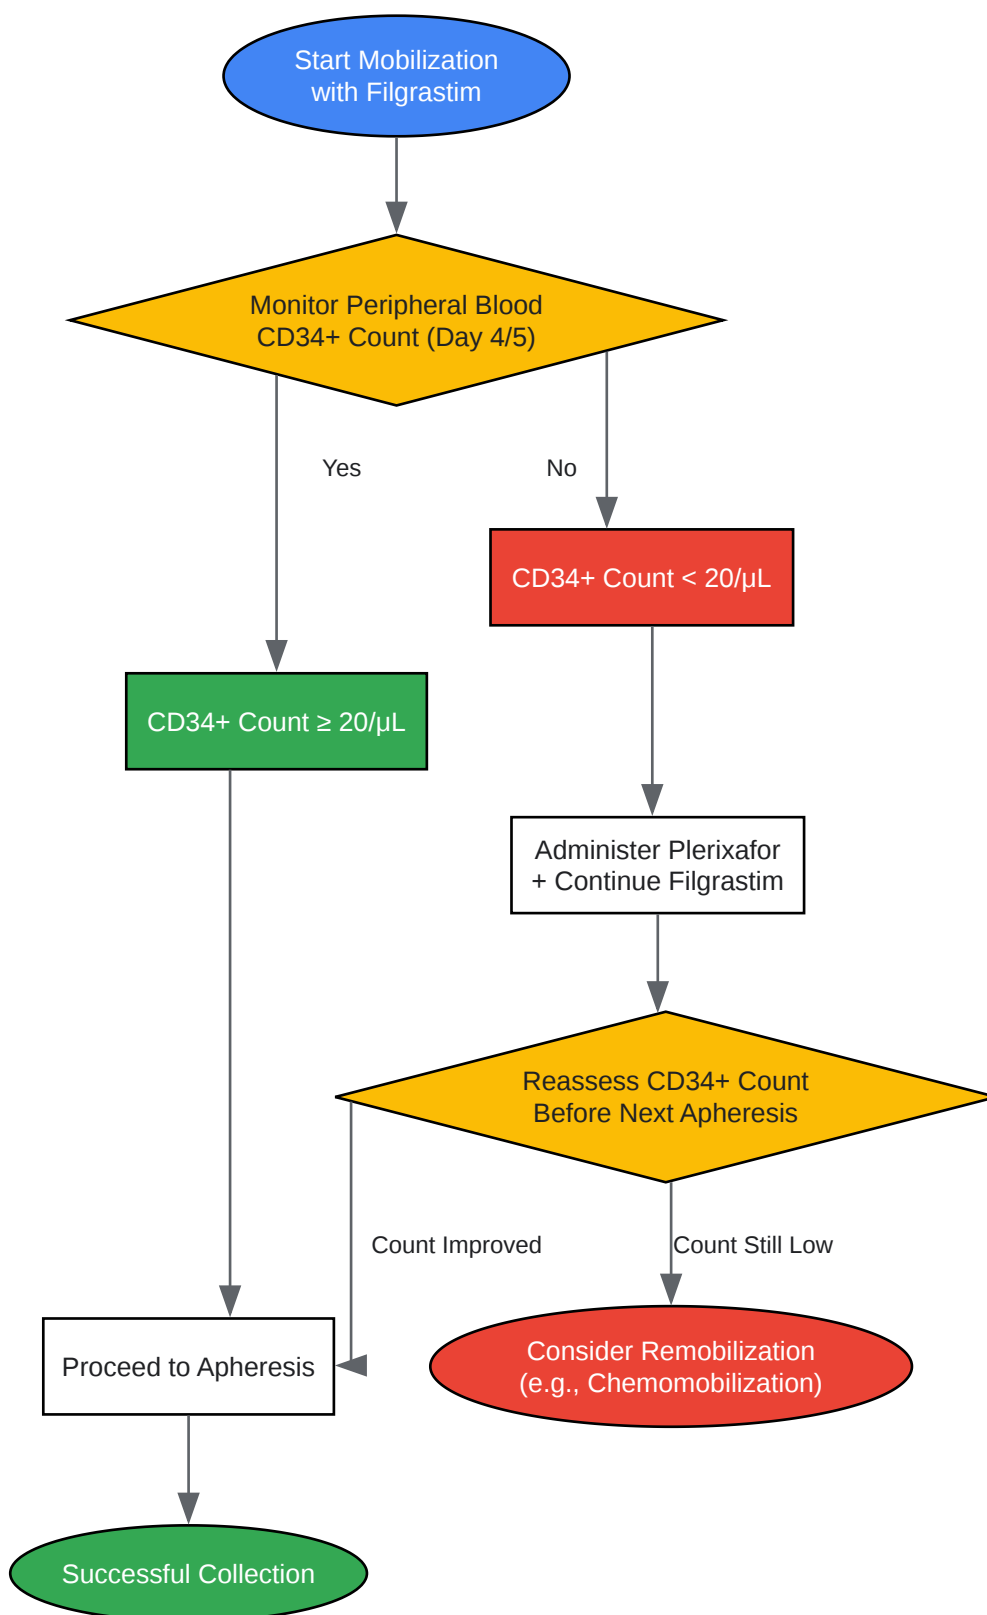 Start Mobilization
with Filgrastim
Monitor Peripheral Blood
CD34+ Count (Day 4/5)
Yes
No
CD34+ Count < 20/μL
CD34+ Count ≥ 20/μL
Administer Plerixafor
+ Continue Filgrastim
Reassess CD34+ Count
Before Next Apheresis
Count Improved
Count Still Low
Proceed to Apheresis
Consider Remobilization
(e.g., Chemomobilization)
Successful Collection